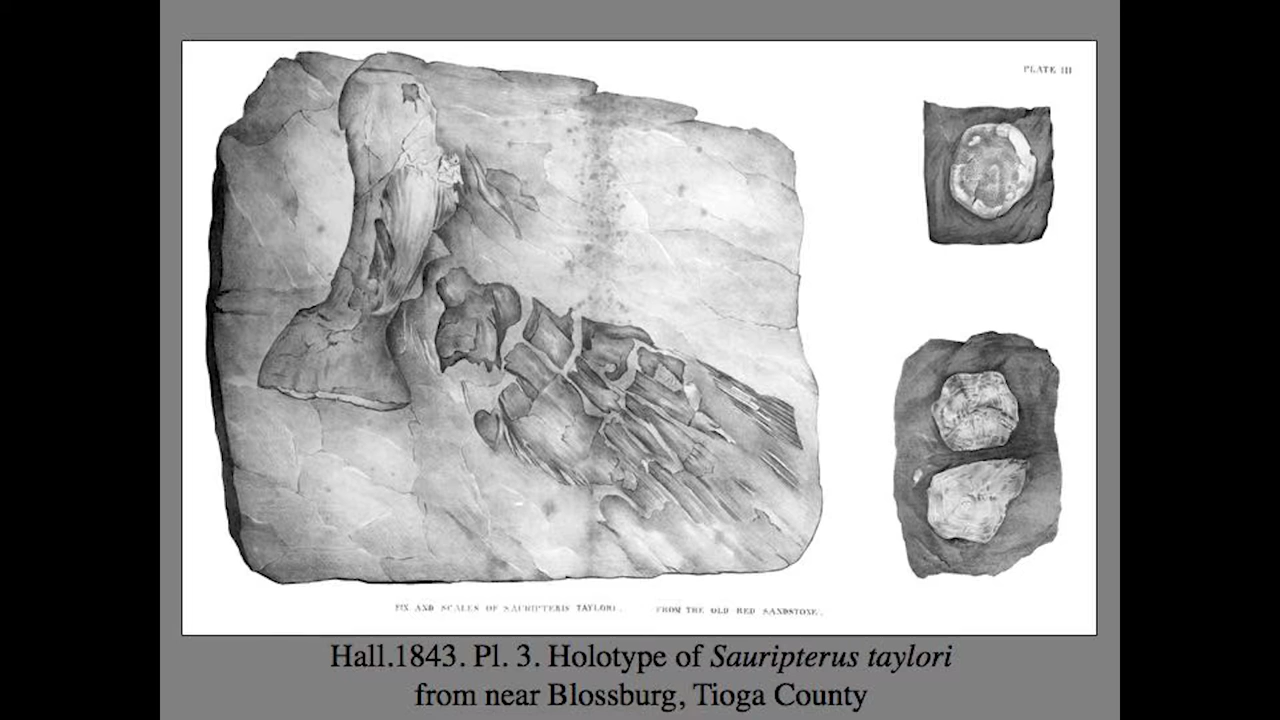 PLATE III
FIN AND SCALES OF SAURIPTERIS TAYLORI. FROM THE OLD RED SANDSTONE.
Hall.1843. Pl. 3. Holotype of Sauripterus taylori
from near Blossburg, Tioga County